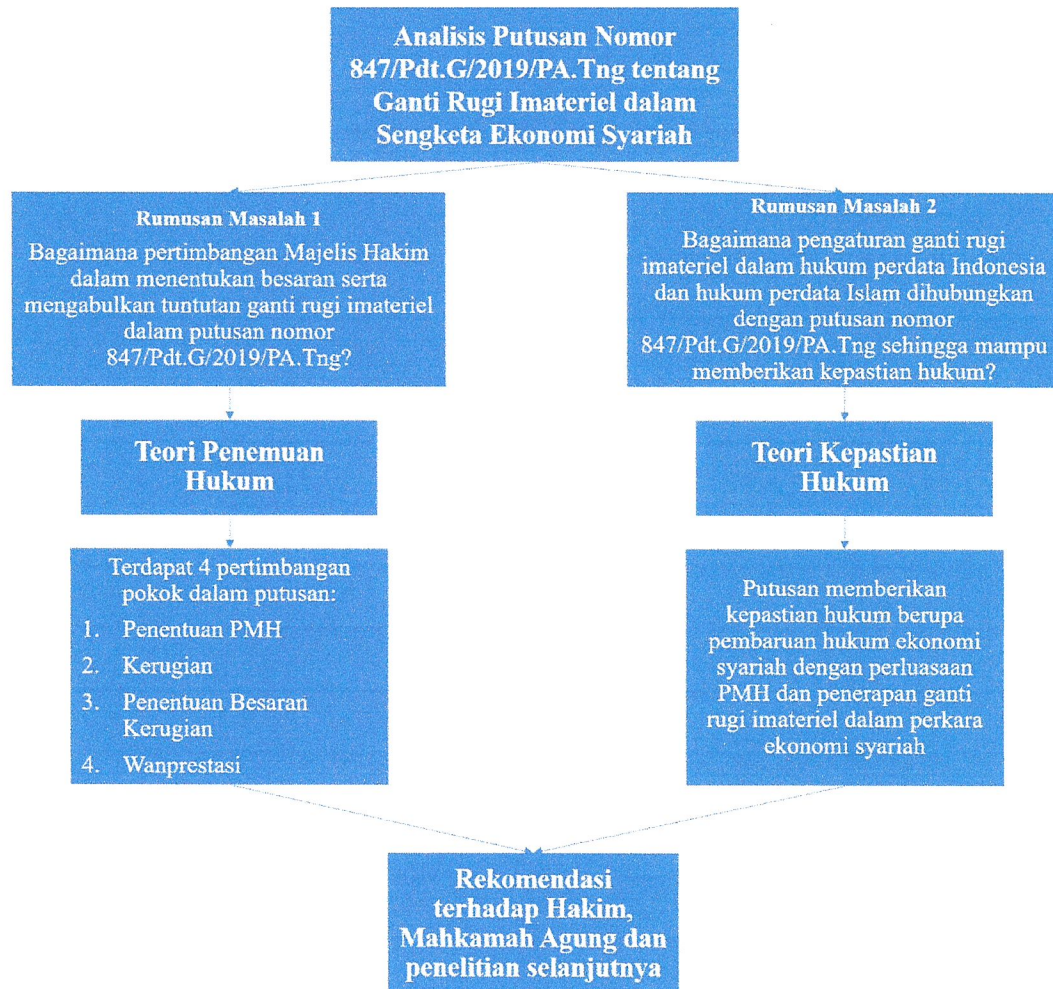 Analisis Putusan Nomor
847/Pdt.G/2019/PA.Tng tentang
Ganti Rugi Imateriel dalam
Sengketa Ekonomi Syariah
Rumusan Masalah 1
Bagaimana pertimbangan Majelis Hakim
dalam menentukan besaran serta
mengabulkan tuntutan ganti rugi imateriel
dalam putusan nomor
847/Pdt.G/2019/PA.Tng?
Rumusan Masalah 2
Bagaimana pengaturan ganti rugi
imateriel dalam hukum perdata Indonesia
dan hukum perdata Islam dihubungkan
dengan putusan nomor
847/Pdt.G/2019/PA.Tng sehingga mampu
memberikan kepastian hukum?
Teori Penemuan
Hukum
Teori Kepastian
Hukum
Terdapat 4 pertimbangan
pokok dalam putusan:
1. Penentuan PMH
2. Kerugian
3. Penentuan Besaran
Kerugian
4. Wanprestasi
Putusan memberikan
kepastian hukum berupa
pembaruan hukum ekonomi
syariah dengan perluasaan
PMH dan penerapan ganti
rugi imateriel dalam perkara
ekonomi syariah
Rekomendasi
terhadap Hakim,
Mahkamah Agung dan
penelitian selanjutnya